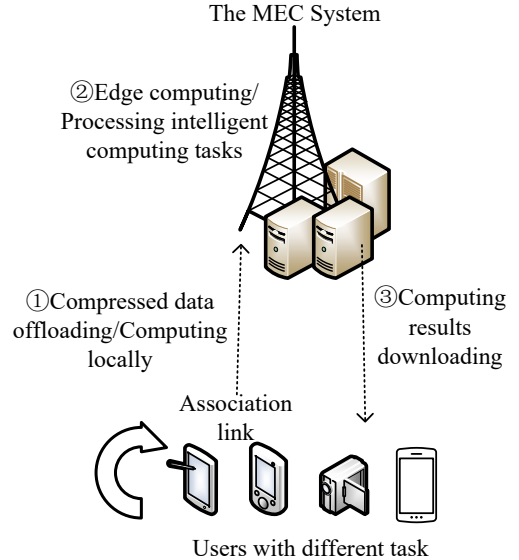 The MEC System
②Edge computing/
Processing intelligent
computing tasks
①Compressed data
offloading/Computing
locally
③Computing
results
downloading
Association
link
Users with different task